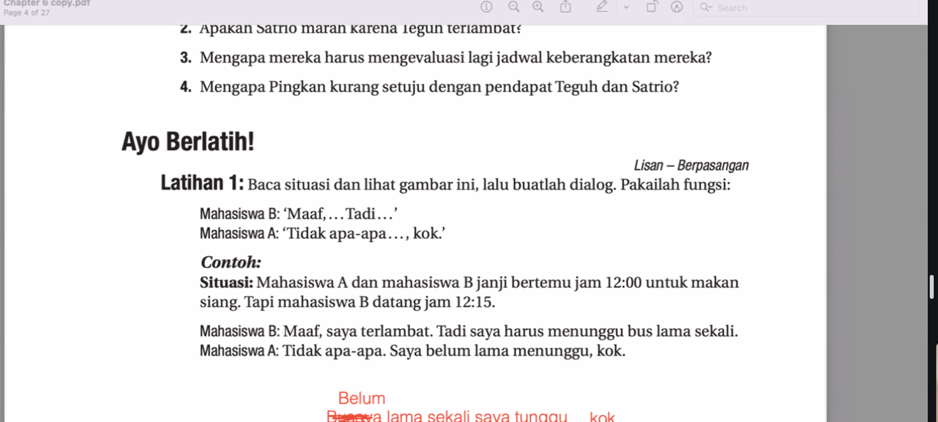 Chapter 6 copy.pdf
Page 4 of 27
Search
2. Apakah Satrio marah karena Teguh terlambat?
3. Mengapa mereka harus mengevaluasi lagi jadwal keberangkatan mereka?
4. Mengapa Pingkan kurang setuju dengan pendapat Teguh dan Satrio?
Ayo Berlatih!
Lisan – Berpasangan
Latihan 1: Baca situasi dan lihat gambar ini, lalu buatlah dialog. Pakailah fungsi:
Mahasiswa B: ‘Maaf,…Tadi…’
Mahasiswa A: ‘Tidak apa-apa…, kok.’
Contoh:
Situasi: Mahasiswa A dan mahasiswa B janji bertemu jam 12:00 untuk makan
siang. Tapi mahasiswa B datang jam 12:15.
Mahasiswa B: Maaf, saya terlambat. Tadi saya harus menunggu bus lama sekali.
Mahasiswa A: Tidak apa-apa. Saya belum lama menunggu, kok.
Belum
lama sekali saya tunggu kok